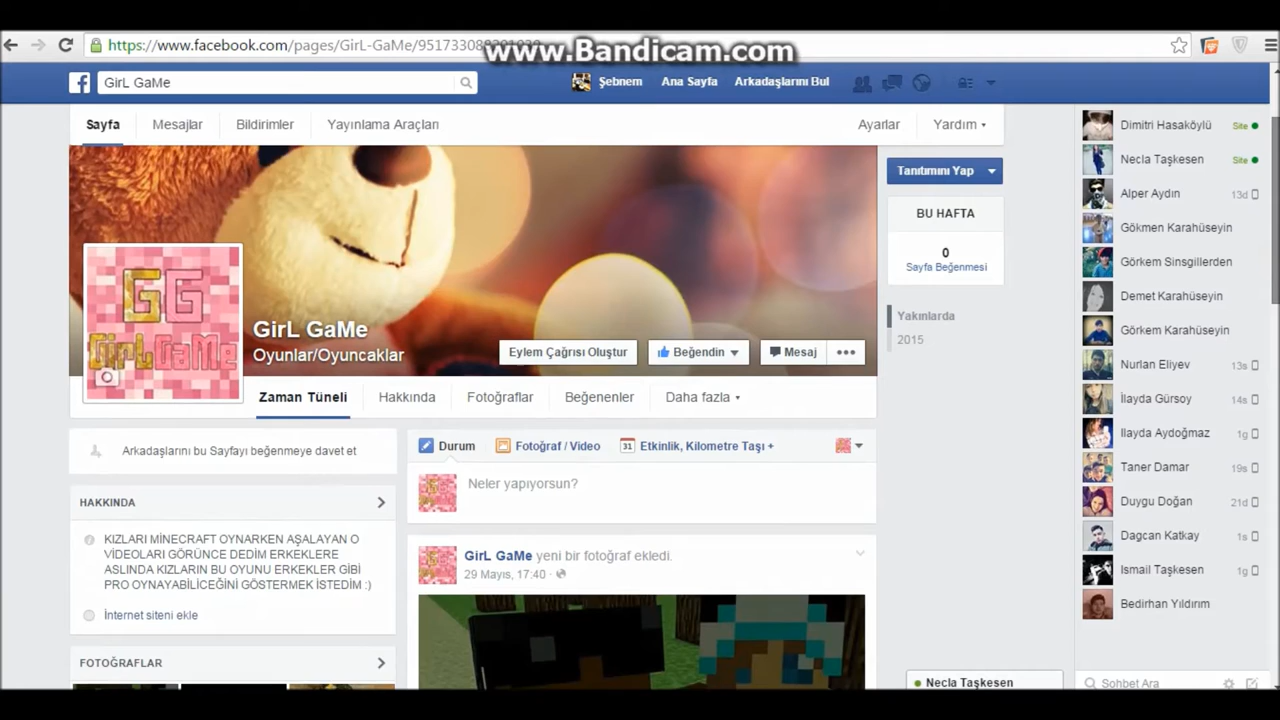 https://www.facebook.com/pages/GirL-GaMe/951733088
www.Bandicam.com
GirL GaMe
Şebnem
Ana Sayfa
Arkadaşlarını Bul
Sayfa
Mesajlar
Bildirimler
Yayınlama Araçları
Ayarlar
Yardım
Tanıtımını Yap
BU HAFTA
0
Sayfa Beğenmesi
Yakınlarda
2015
GG
GirL GaMe
GirL GaMe
Oyunlar/Oyuncaklar
Eylem Çağrısı Oluştur
Beğendin
Mesaj
Zaman Tüneli
Hakkında
Fotoğraflar
Beğenenler
Daha fazla
Arkadaşlarını bu Sayfayı beğenmeye davet et
HAKKINDA
KIZLARI MİNECRAFT OYNARKEN AŞALAYAN O
VİDEOLARI GÖRÜNCE DEDİM ERKEKLERE
ASLINDA KIZLARIN BU OYUNU ERKEKLER GİBİ
PRO OYNAYABİLİCEĞİNİ GÖSTERMEK İSTEDİM :)
İnternet siteni ekle
FOTOĞRAFLAR
Durum
Fotoğraf / Video
31
Etkinlik, Kilometre Taşı +
Neler yapıyorsun?
GirL GaMe yeni bir fotoğraf ekledi.
29 Mayıs, 17:40
Dimitri Hasaköylü Site
Necla Taşkesen Site
Alper Aydın 13d
Gökmen Karahüseyin
Görkem Sinsgillerden
Demet Karahüseyin
Görkem Karahüseyin
Nurlan Eliyev 13s
İlayda Gürsoy 14s
Ilayda Aydoğmaz 1g
Taner Damar 19s
Duygu Doğan 21d
Dagcan Katkay 1s
Ismail Taşkesen 1g
Bedirhan Yıldırım
Necla Taşkesen
Sohbet Ara